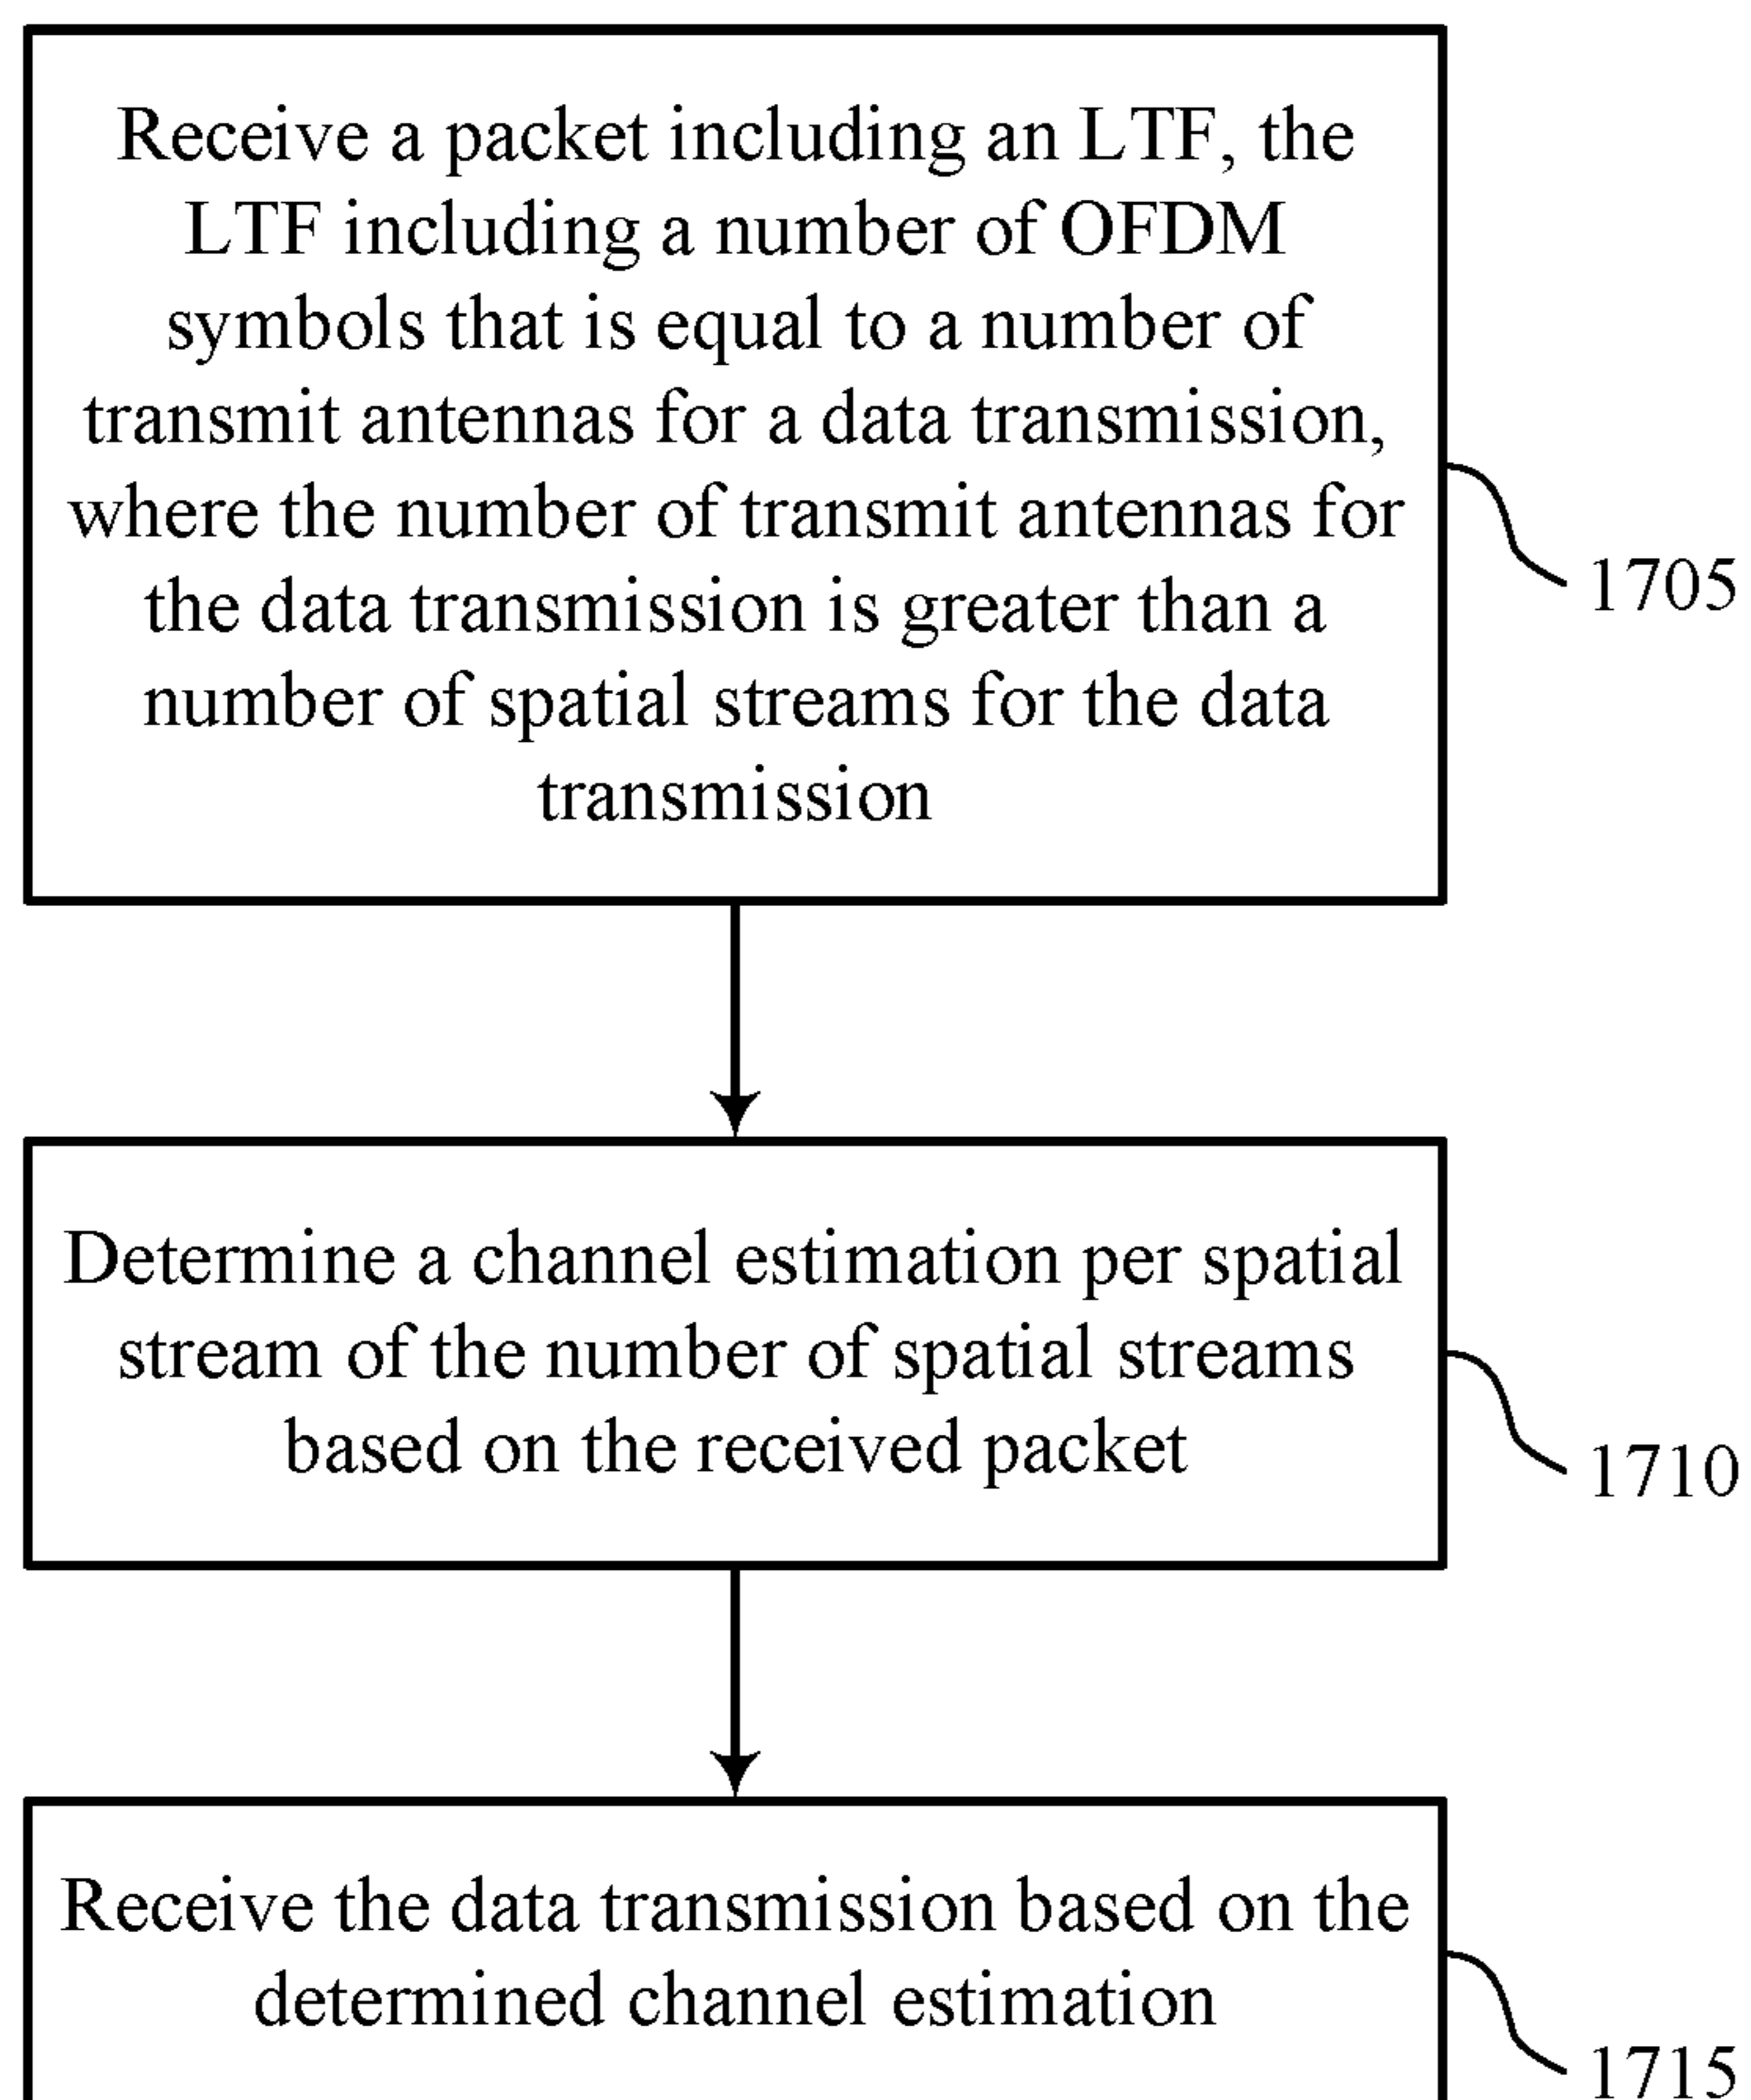 Receive a packet including an LTF, the
LTF including a number of OFDM
symbols that is equal to a number of
transmit antennas for a data transmission,
where the number of transmit antennas for
the data transmission is greater than a
number of spatial streams for the data
transmission
1705
Determine a channel estimation per spatial
stream of the number of spatial streams
based on the received packet
1710
Receive the data transmission based on the
determined channel estimation
1715